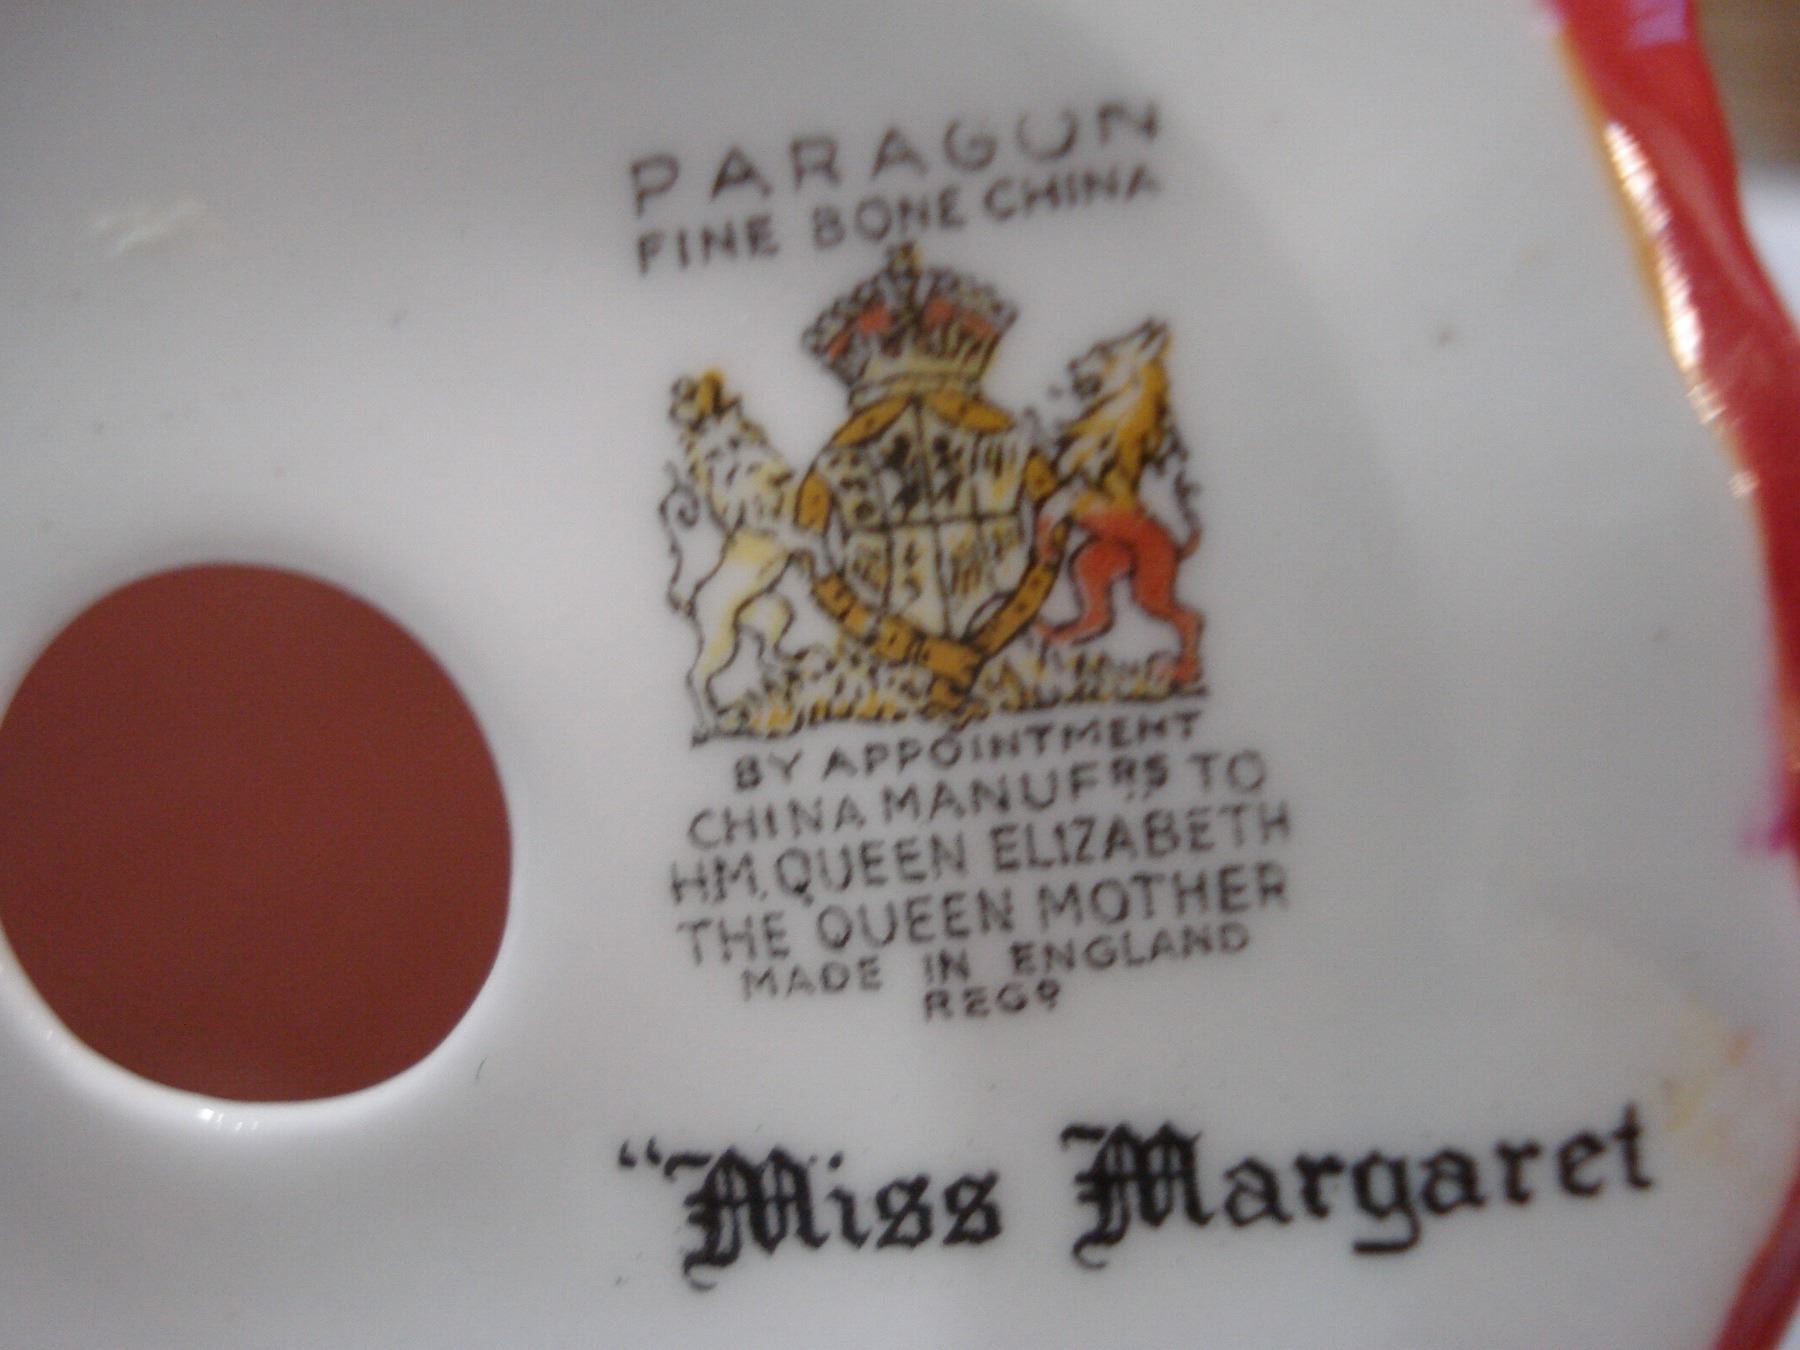 PARAGON
FINE BONE CHINA
BY APPOINTMENT
CHINA MANUFRS TO
H.M. QUEEN ELIZABETH
THE QUEEN MOTHER
MADE IN ENGLAND
REGD
"Miss Margaret